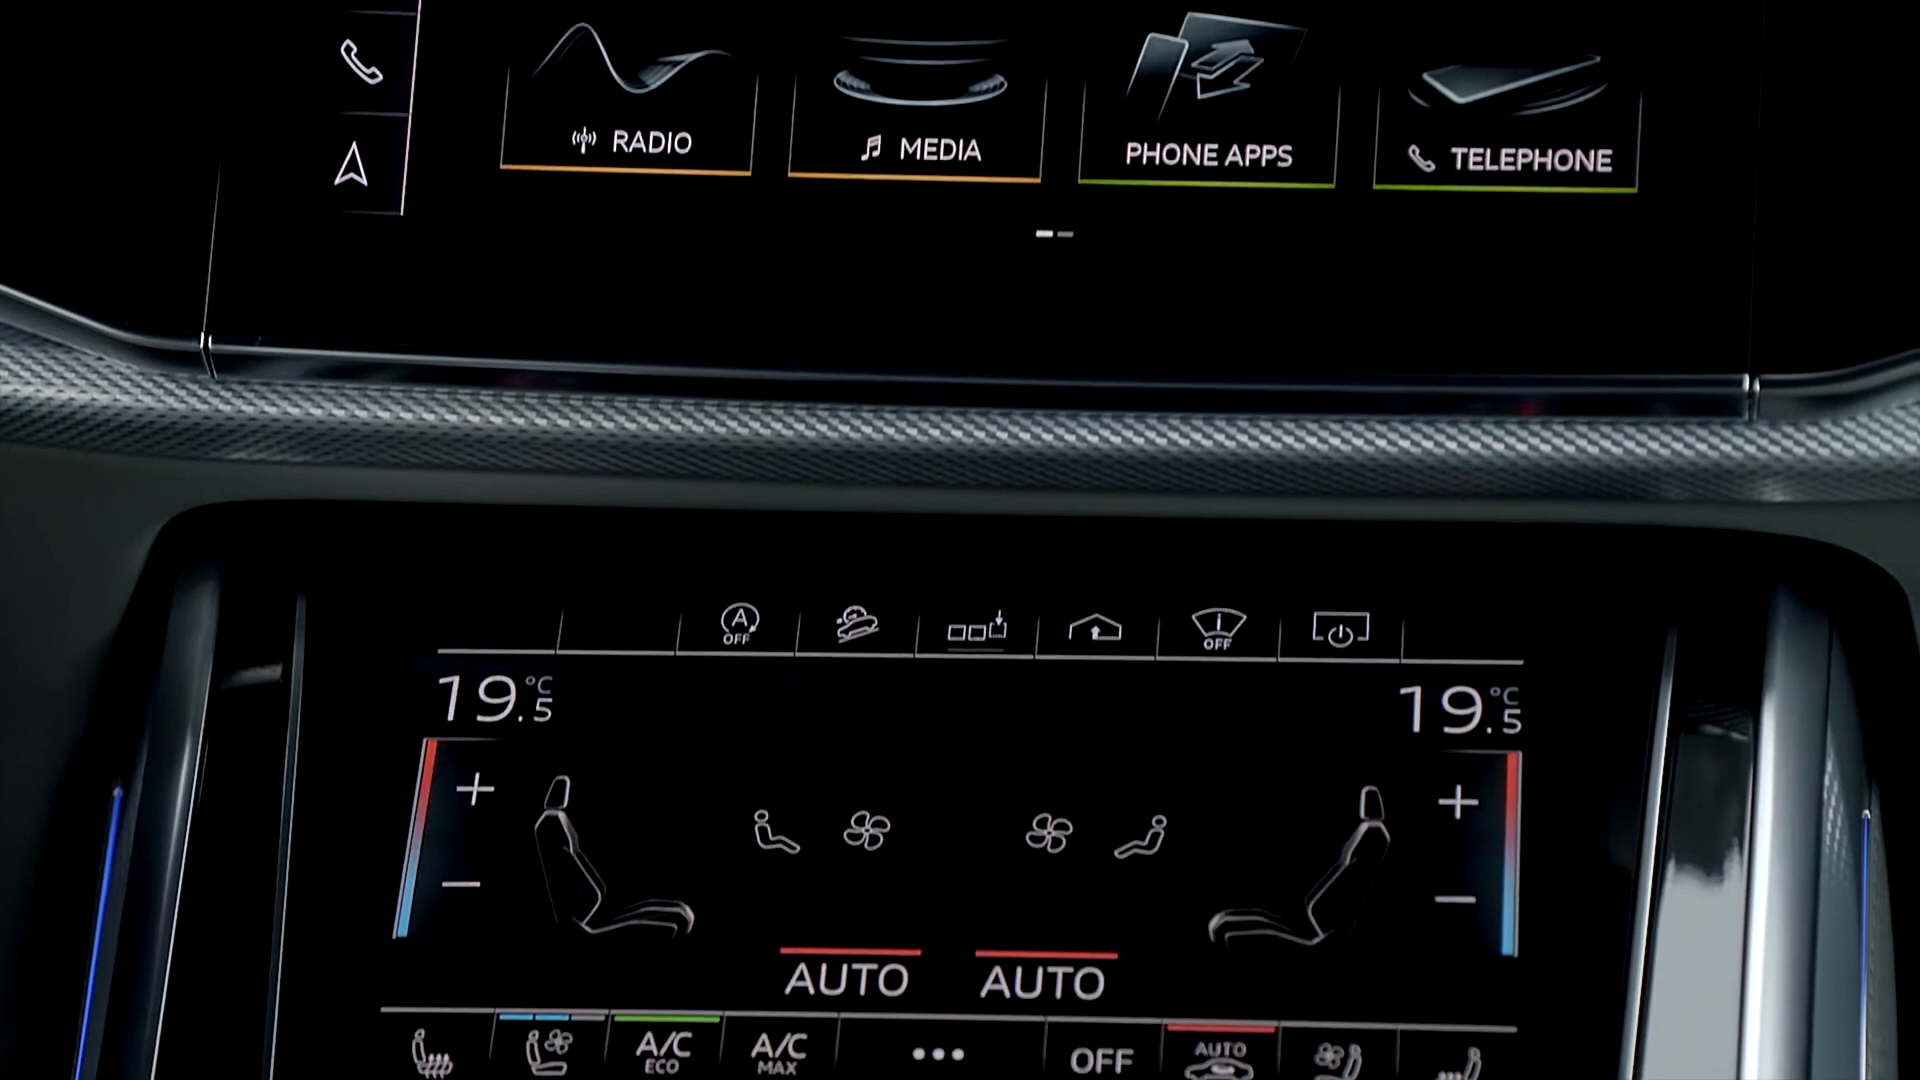 RADIO
MEDIA
PHONE APPS
TELEPHONE
A
OFF
OFF
19.5 °C
19.5 °C
AUTO
AUTO
A/C
ECO
A/C
MAX
OFF
AUTO